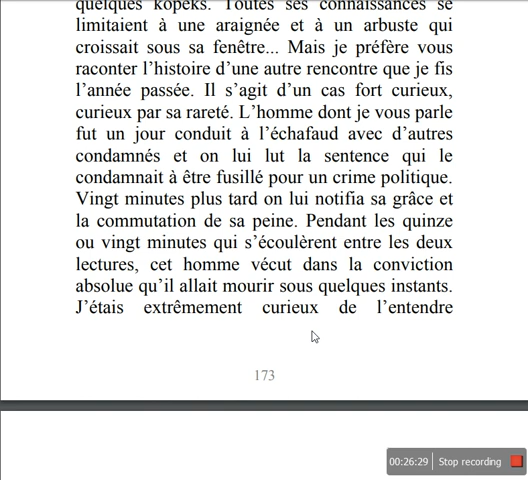 quelques kopeks. Toutes ses connaissances se
limitaient à une araignée et à un arbuste qui
croissait sous sa fenêtre... Mais je préfère vous
raconter l’histoire d’une autre rencontre que je fis
l’année passée. Il s’agit d’un cas fort curieux,
curieux par sa rareté. L’homme dont je vous parle
fut un jour conduit à l’échafaud avec d’autres
condamnés et on lui lut la sentence qui le
condamnait à être fusillé pour un crime politique.
Vingt minutes plus tard on lui notifia sa grâce et
la commutation de sa peine. Pendant les quinze
ou vingt minutes qui s’écoulèrent entre les deux
lectures, cet homme vécut dans la conviction
absolue qu’il allait mourir sous quelques instants.
J’étais extrêmement curieux de l’entendre
173
00:26:29 Stop recording